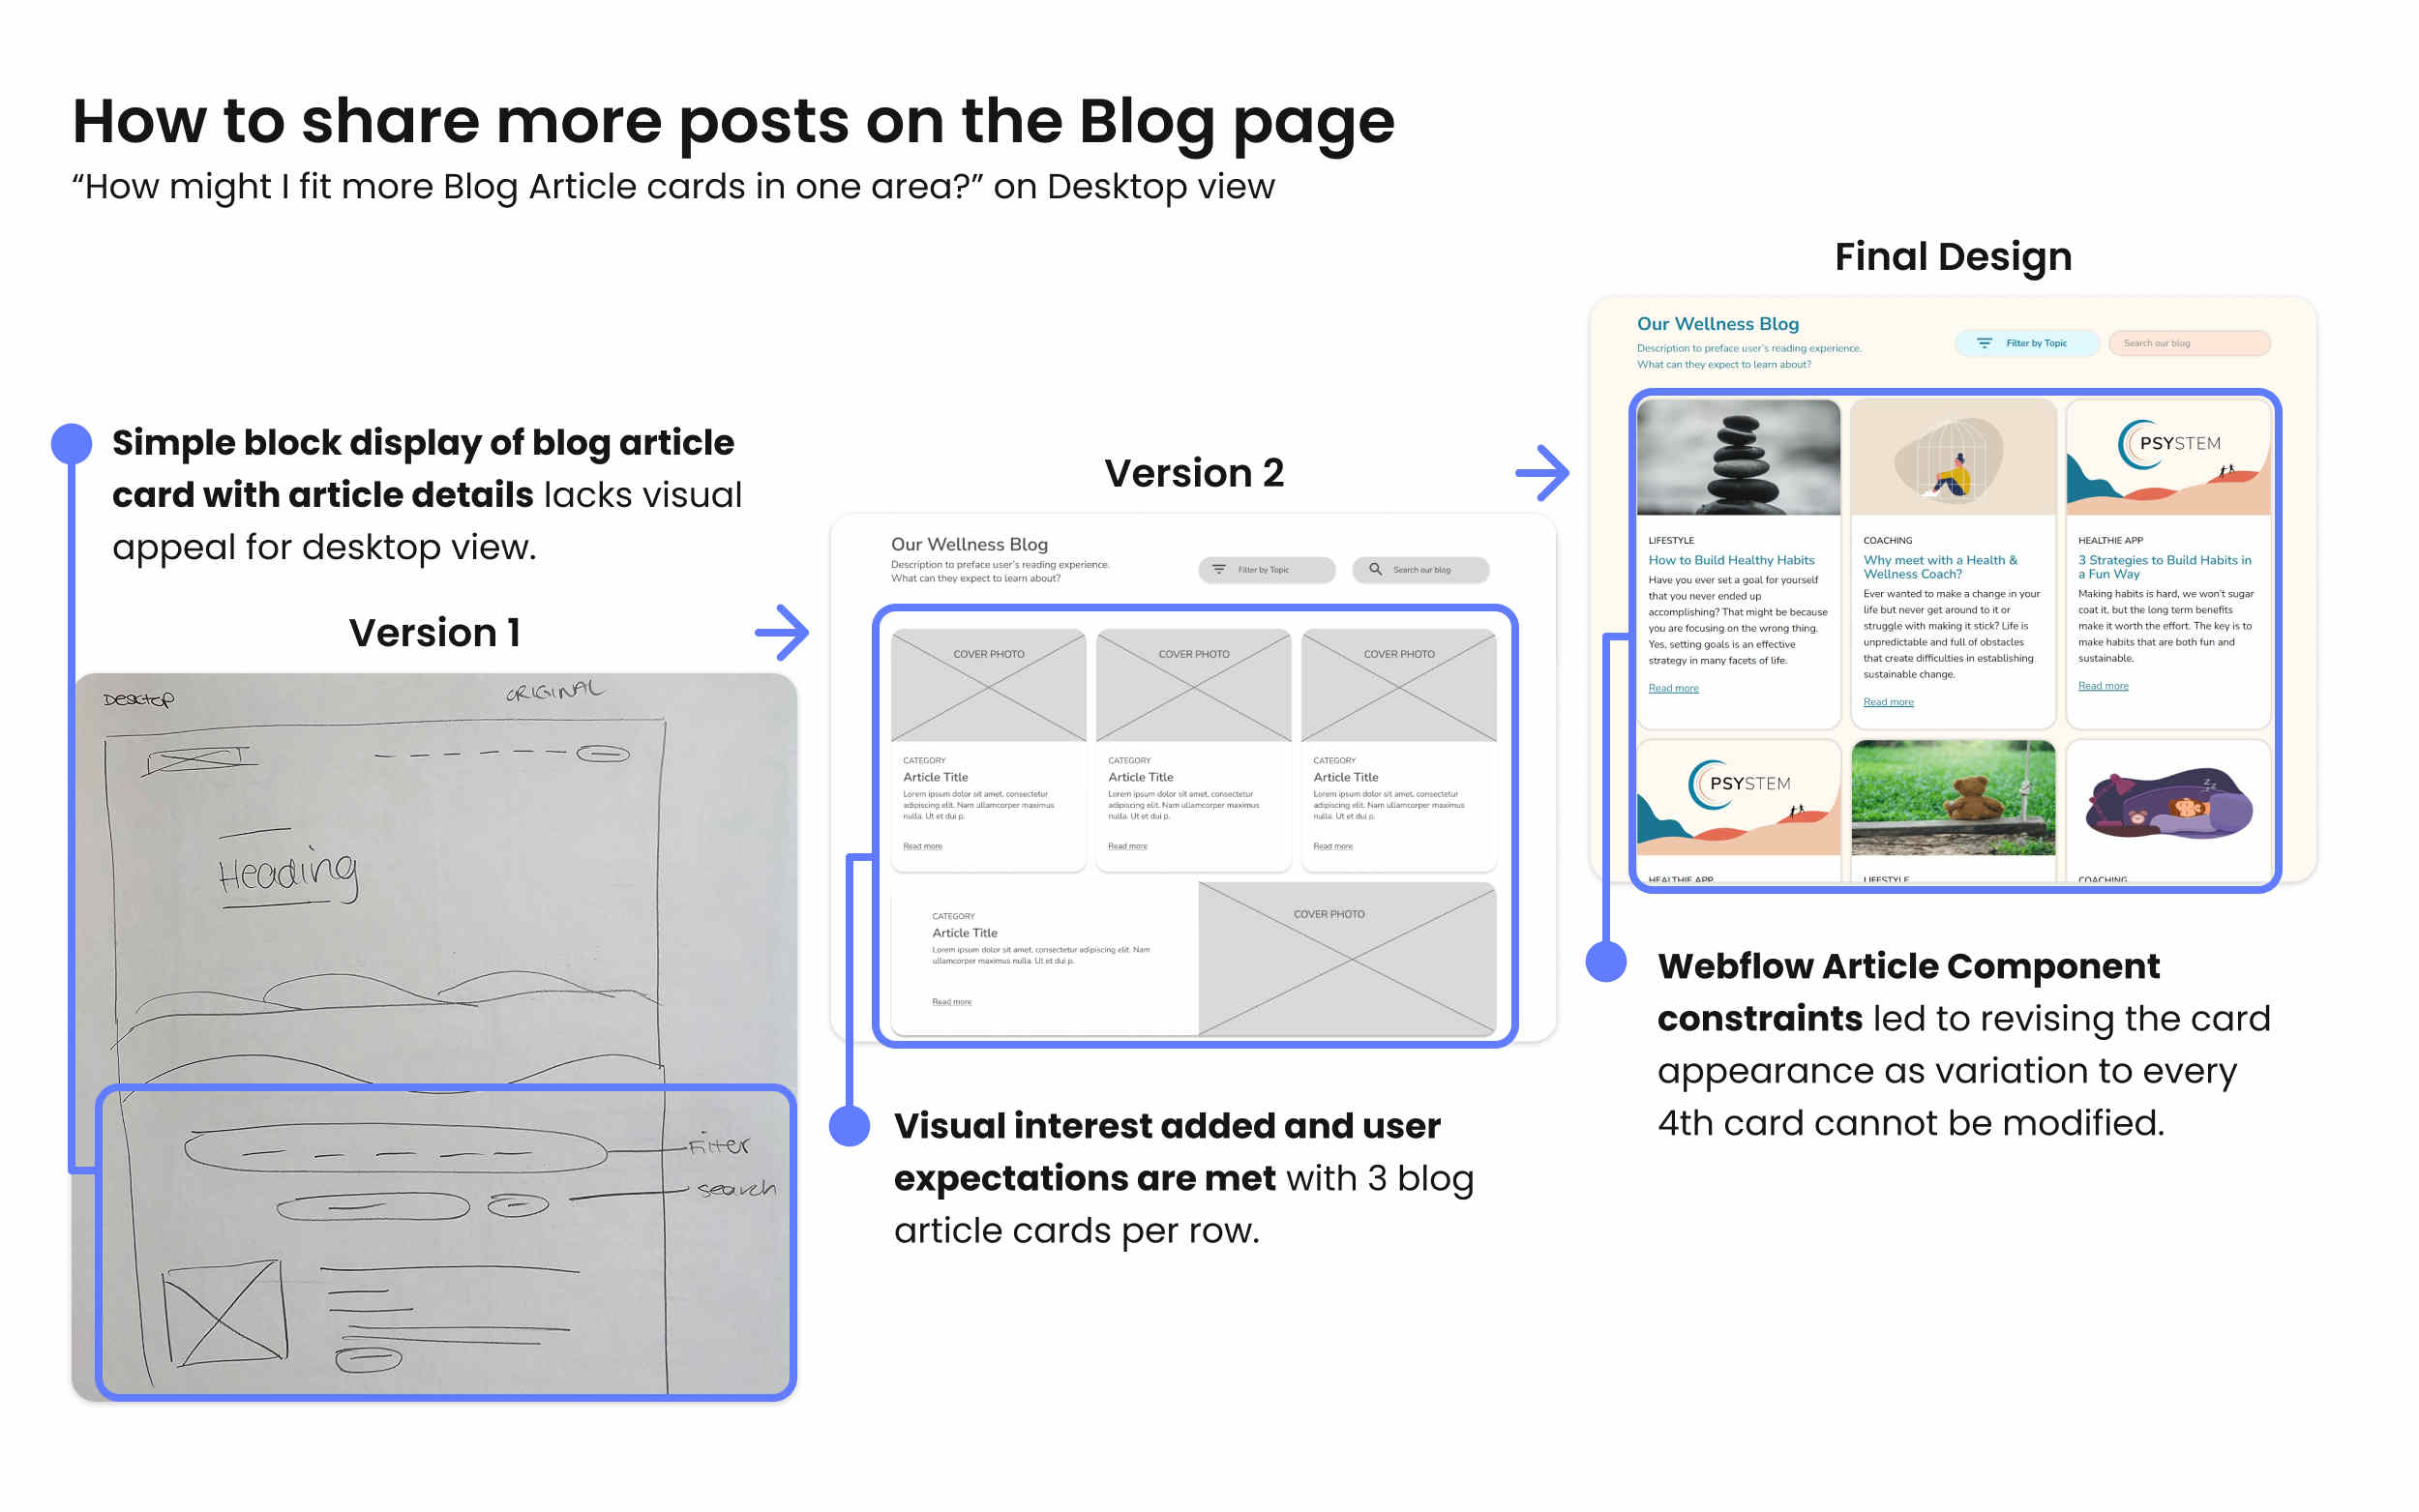 How to share more posts on the Blog page
“How might I fit more Blog Article cards in one area?” on Desktop view
Simple block display of blog article
card with article details lacks visual
appeal for desktop view.
Version 1
DESKTOP
ORIGINAL
Heading
Filter
search
Version 2
Our Wellness Blog
Description to preface user’s reading experience.
What can they expect to learn about?
Filter by Topic
Search our blog
COVER PHOTO
CATEGORY
Article Title
Lorem ipsum dolor sit amet, consectetur
adipiscing elit. Nam ullamcorper maximus
nulla. Ut et dui p.
Read more
COVER PHOTO
CATEGORY
Article Title
Lorem ipsum dolor sit amet, consectetur
adipiscing elit. Nam ullamcorper maximus
nulla. Ut et dui p.
Read more
COVER PHOTO
CATEGORY
Article Title
Lorem ipsum dolor sit amet, consectetur
adipiscing elit. Nam ullamcorper maximus
nulla. Ut et dui p.
Read more
CATEGORY
Article Title
Lorem ipsum dolor sit amet, consectetur adipiscing elit. Nam
ullamcorper maximus nulla. Ut et dui p.
Read more
COVER PHOTO
Visual interest added and user
expectations are met with 3 blog
article cards per row.
Final Design
Our Wellness Blog
Description to preface user’s reading experience.
What can they expect to learn about?
Filter by Topic
Search our blog
LIFESTYLE
How to Build Healthy Habits
Have you ever set a goal for yourself
that you never ended up
accomplishing? That might be because
you are focusing on the wrong thing.
Yes, setting goals is an effective
strategy in many facets of life.
Read more
COACHING
Why meet with a Health &
Wellness Coach?
Ever wanted to make a change in your
life but never get around to it or
struggle with making it stick? Life is
unpredictable and full of obstacles
that create difficulties in establishing
sustainable change.
Read more
PSYSTEM
HEALTHIE APP
3 Strategies to Build Habits in
a Fun Way
Making habits is hard, we won’t sugar
coat it, but the long term benefits
make it worth the effort. The key is to
make habits that are both fun and
sustainable.
Read more
PSYSTEM
HEALTHIE APP
LIFESTYLE
COACHING
Webflow Article Component
constraints led to revising the card
appearance as variation to every
4th card cannot be modified.